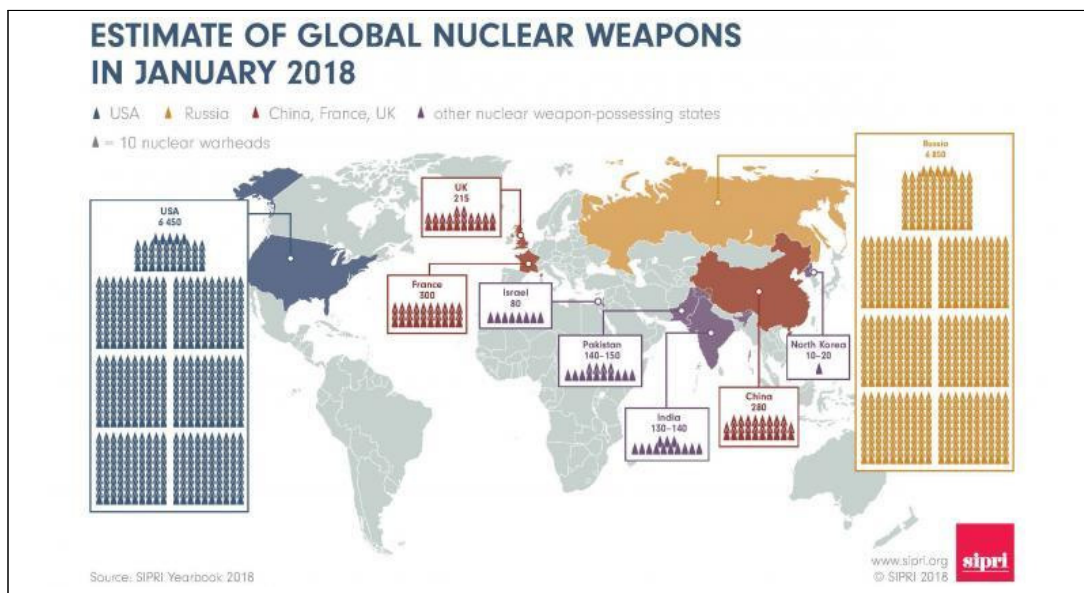 ESTIMATE OF GLOBAL NUCLEAR WEAPONS
IN JANUARY 2018
USA Russia China, France, UK other nuclear weapon-possessing states
= 10 nuclear warheads
USA
6 450
UK
215
France
300
Israel
80
Pakistan
140–150
India
130–140
China
280
North Korea
10–20
Russia
6 850
Source: SIPRI Yearbook 2018
www.sipri.org
© SIPRI 2018
sipri